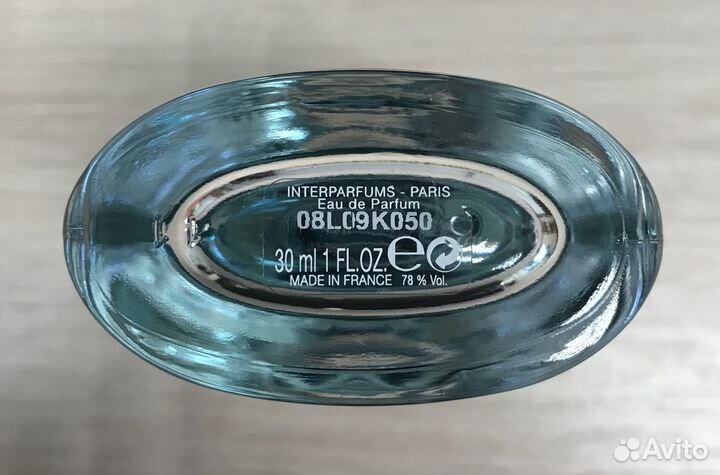 INTERPARFUMS - PARIS
Eau de Parfum
08L09K050
30 ml 1 FL.OZ. e
MADE IN FRANCE 78 % Vol.
Avito